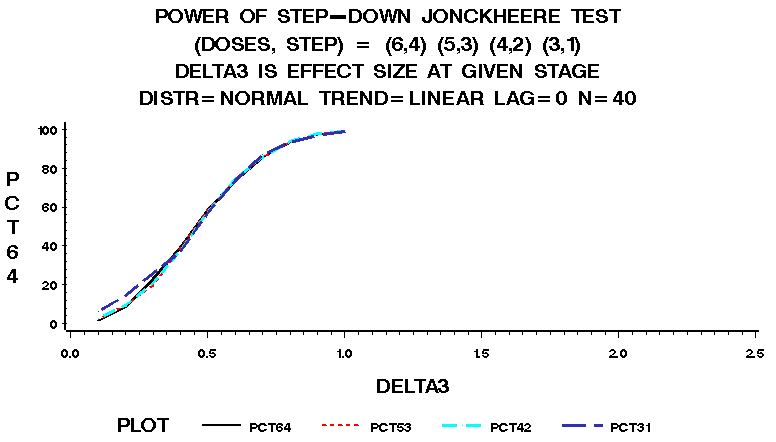 POWER OF STEP-DOWN JONCKHEERE TEST
(DOSES, STEP) = (6,4) (5,3) (4,2) (3,1)
DELTA3 IS EFFECT SIZE AT GIVEN STAGE
DISTR=NORMAL TREND=LINEAR LAG=0 N=40
PCT64
100
80
60
40
20
0
0.0 0.5 1.0 1.5 2.0 2.5
DELTA3
PLOT PCT64 PCT53 PCT42 PCT31